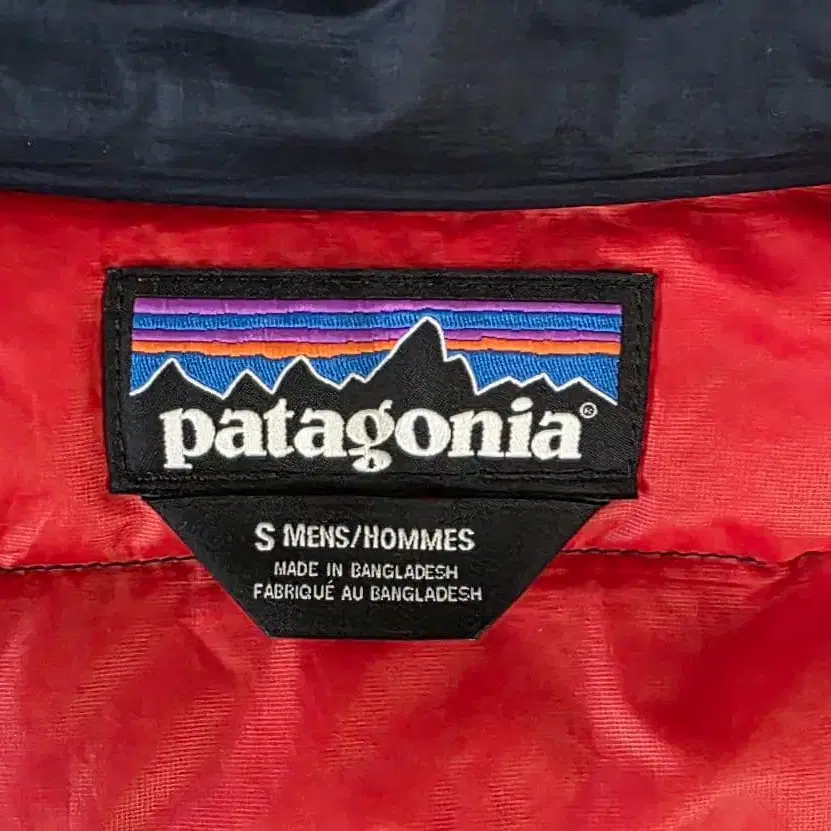 patagonia®
S MENS/HOMMES
MADE IN BANGLADESH
FABRIQUÉ AU BANGLADESH